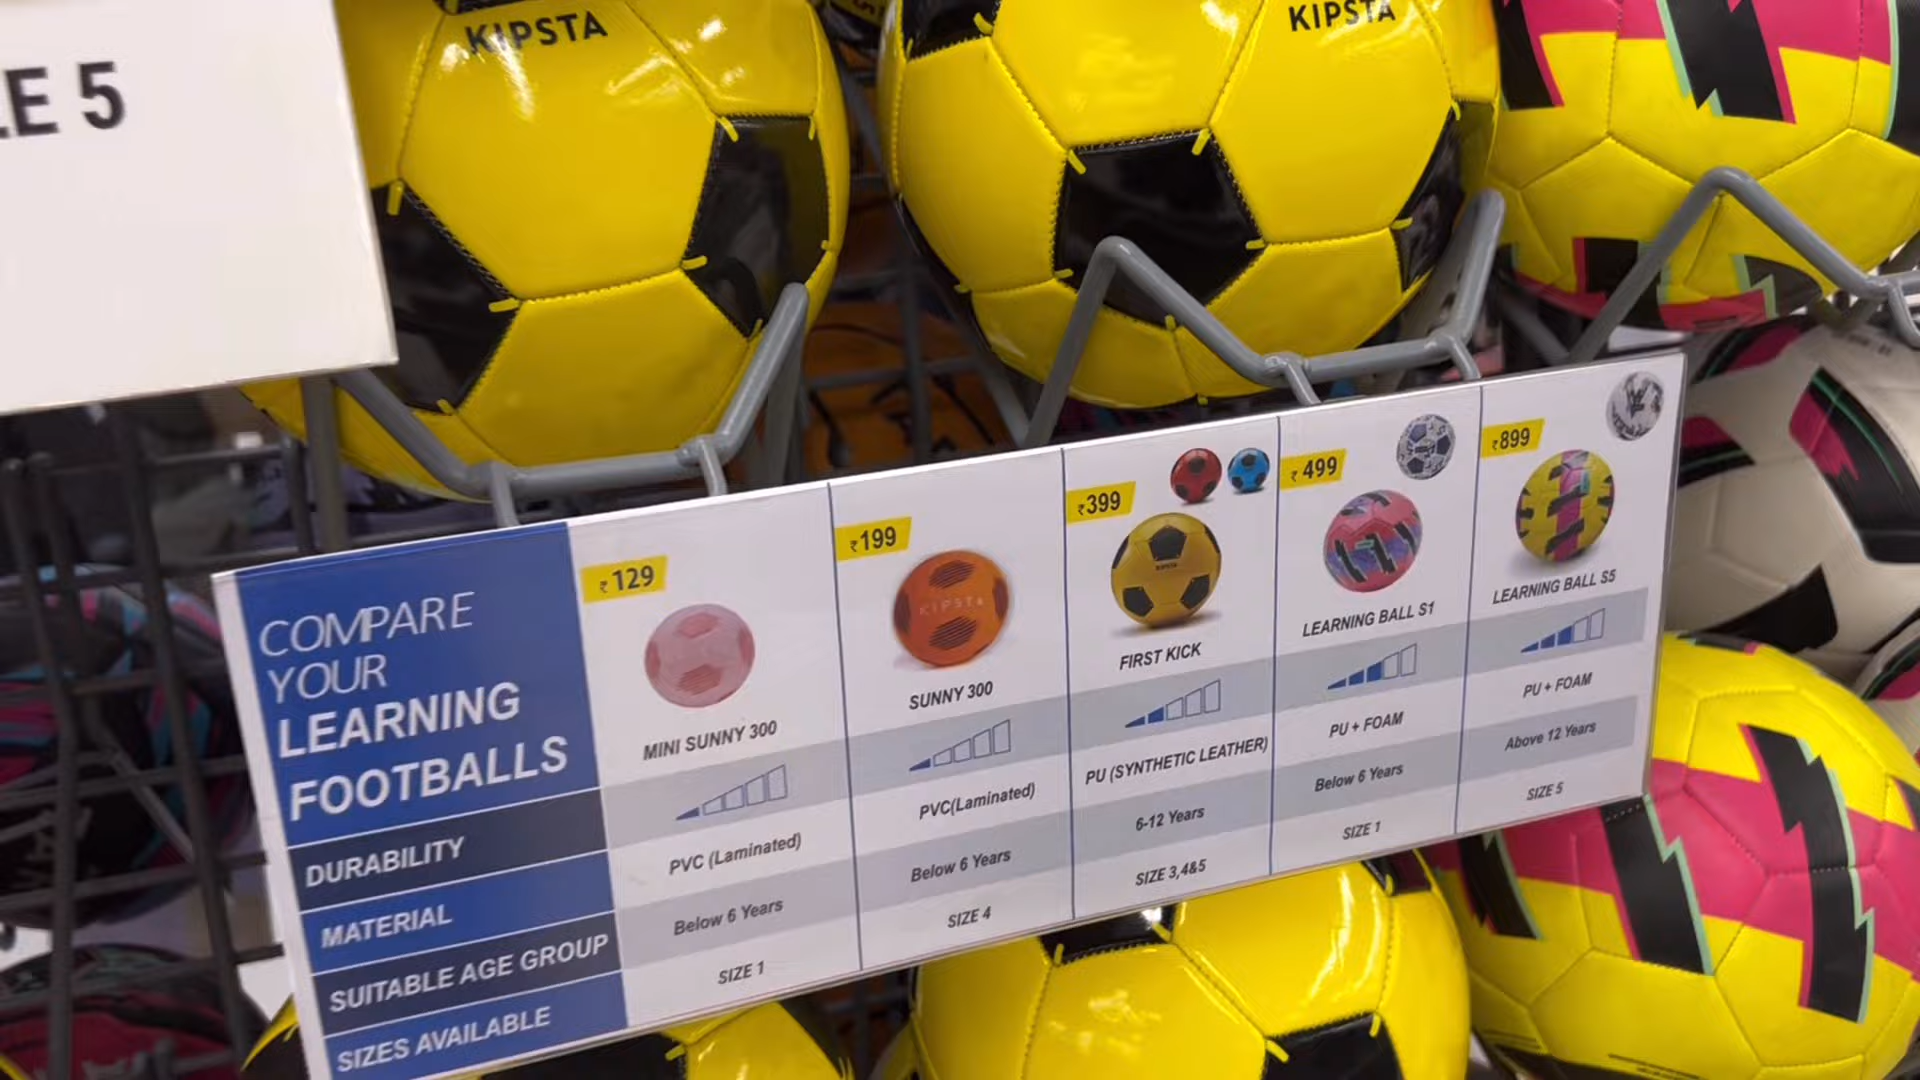 KIPSTA
KIPSTA
E 5
COMPARE
YOUR
LEARNING
FOOTBALLS
DURABILITY
MATERIAL
SUITABLE AGE GROUP
SIZES AVAILABLE
₹129
MINI SUNNY 300
PVC (Laminated)
Below 6 Years
SIZE 1
₹199
KIPSTA
SUNNY 300
PVC(Laminated)
Below 6 Years
SIZE 4
₹399
KIPSTA
FIRST KICK
PU (SYNTHETIC LEATHER)
6-12 Years
SIZE 3,4&5
₹499
LEARNING BALL S1
PU + FOAM
Below 6 Years
SIZE 1
₹899
LEARNING BALL S5
PU + FOAM
Above 12 Years
SIZE 5